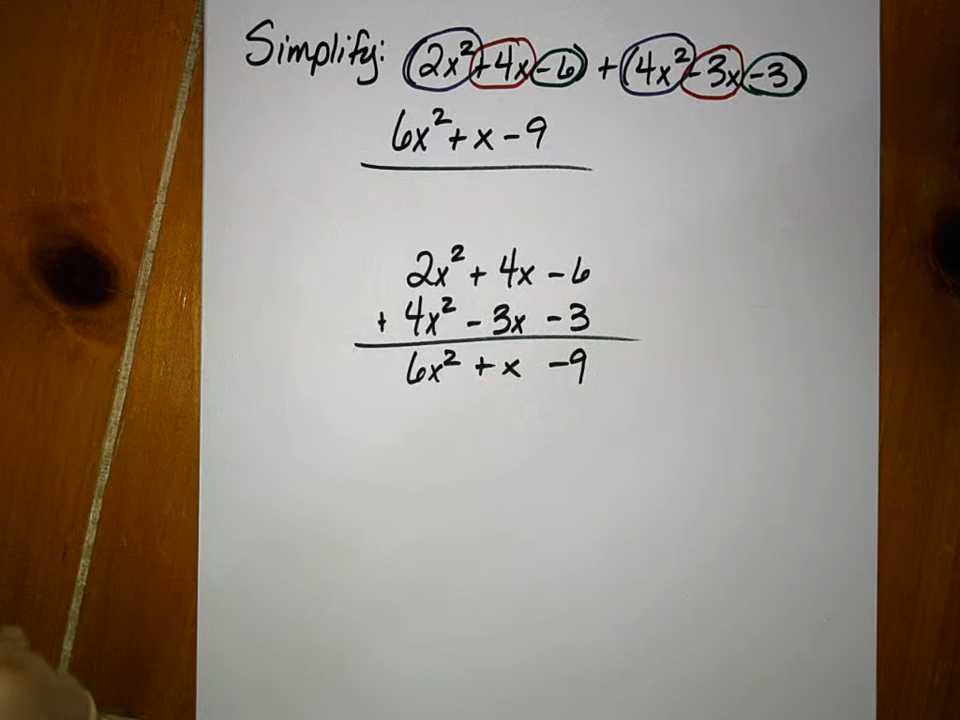 Simplify: (2x²+4x-6) + (4x²-3x-3)
6x²+x-9
2x²+4x-6
+ 4x²-3x-3
6x²+x-9